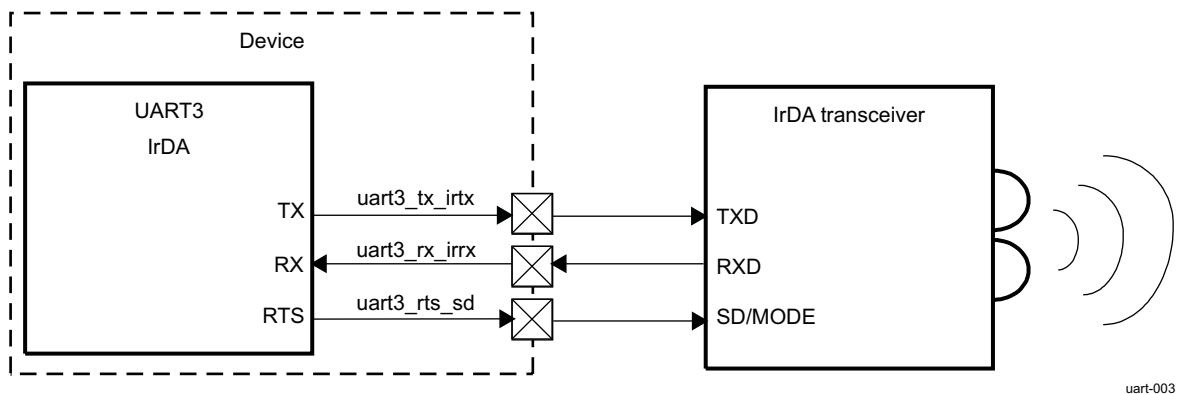 Device
UART3
IrDA
IrDA transceiver
TX
uart3_tx_irtx
TXD
RX
uart3_rx_irrx
RXD
RTS
uart3_rts_sd
SD/MODE
uart-003